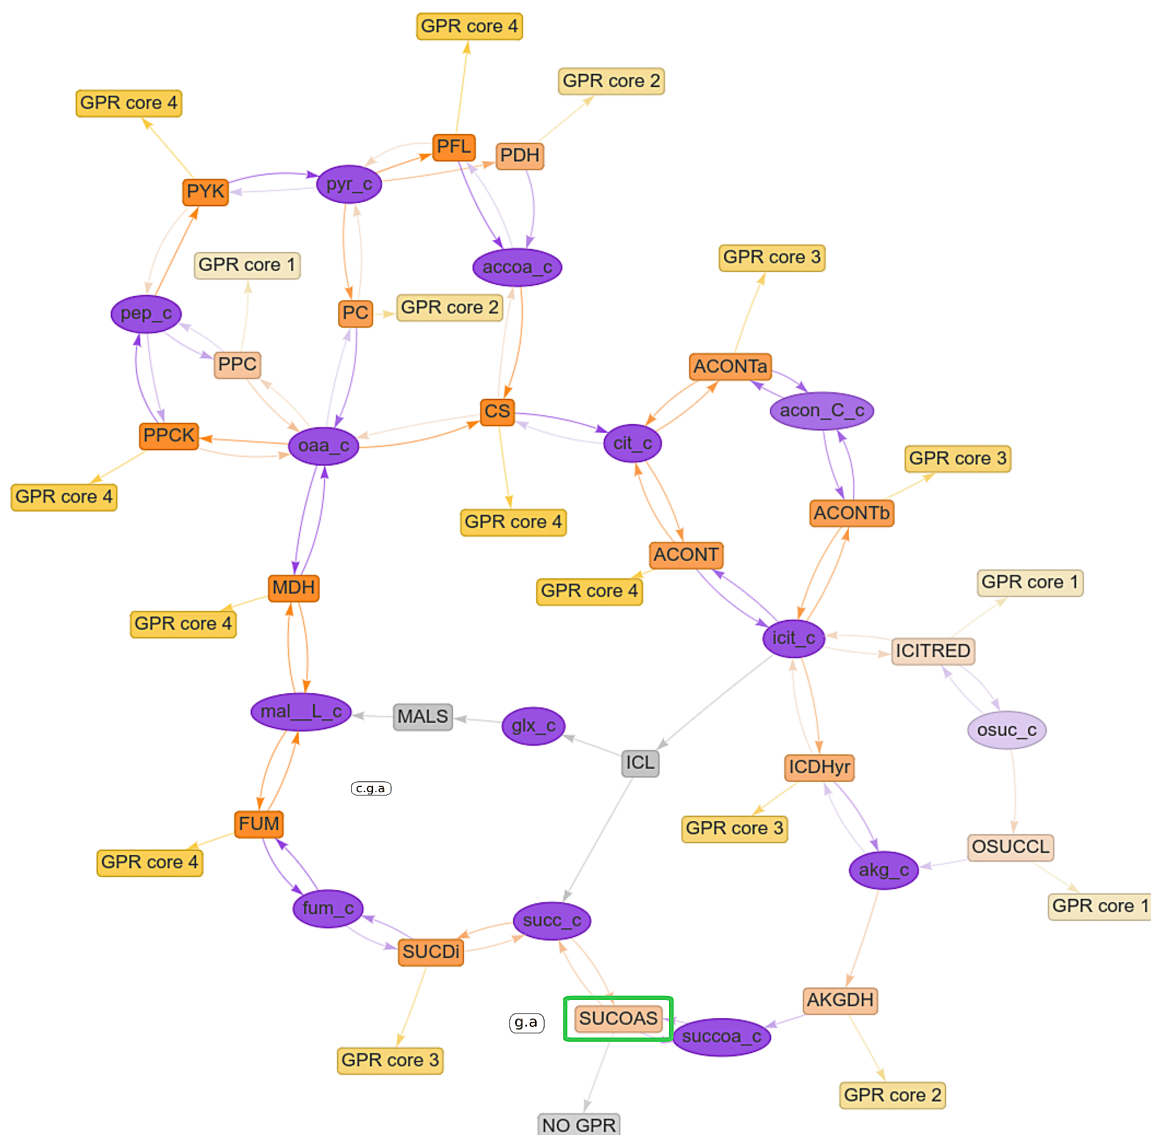 GPR core 4
GPR core 2
GPR core 4
PFL
PDH
PYK
pyr_c
GPR core 1
accoa_c
GPR core 3
pep_c
PC
GPR core 2
PPC
ACONTa
CS
acon_C_c
PPCK
oaa_c
cit_c
GPR core 3
GPR core 4
GPR core 4
ACONTb
ACONT
GPR core 4
MDH
GPR core 1
GPR core 4
icit_c
ICITRED
mal__L_c
MALS
glx_c
osuc_c
ICL
ICDHyr
c.g.a
FUM
GPR core 3
OSUCCL
GPR core 4
akg_c
fum_c
succ_c
GPR core 1
SUCDi
AKGDH
g.a
SUCOAS
succoa_c
GPR core 3
GPR core 2
NO GPR